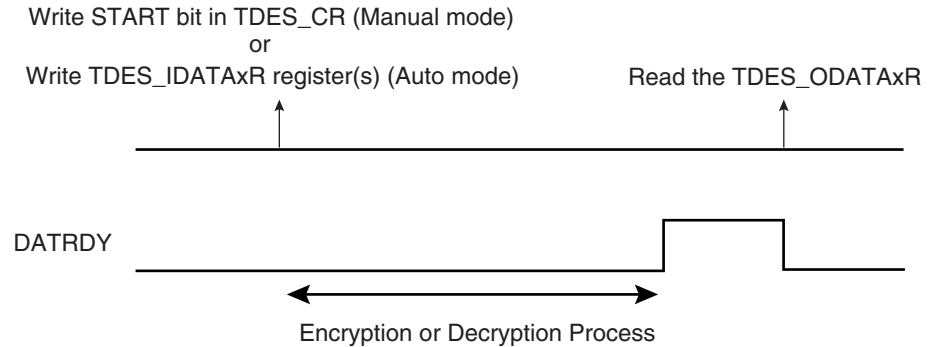 Write START bit in TDES_CR (Manual mode)
or
Write TDES_IDATAxR register(s) (Auto mode)
Read the TDES_ODATAxR
DATRDY
Encryption or Decryption Process